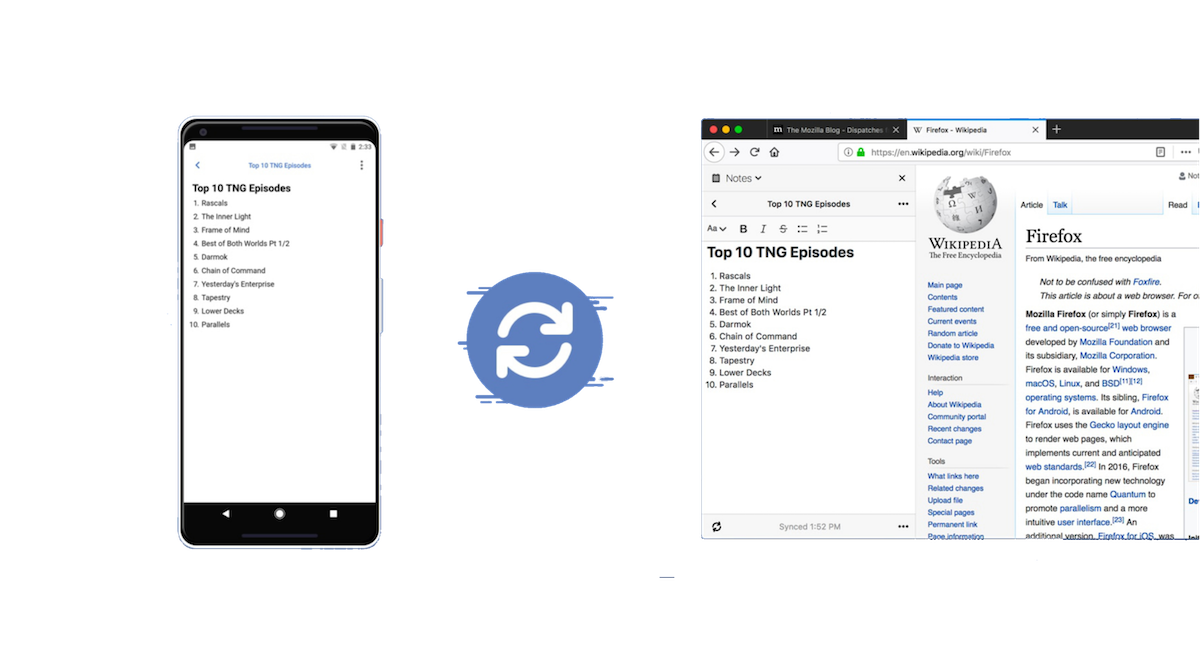 2:33
Top 10 TNG Episodes
Top 10 TNG Episodes
1. Rascals
2. The Inner Light
3. Frame of Mind
4. Best of Both Worlds Pt 1/2
5. Darmok
6. Chain of Command
7. Yesterday's Enterprise
8. Tapestry
9. Lower Decks
10. Parallels
m The Mozilla Blog - Dispatches
W Firefox - Wikipedia
https://en.wikipedia.org/wiki/Firefox
Notes
Top 10 TNG Episodes
Aa B I S
Top 10 TNG Episodes
1. Rascals
2. The Inner Light
3. Frame of Mind
4. Best of Both Worlds Pt 1/2
5. Darmok
6. Chain of Command
7. Yesterday's Enterprise
8. Tapestry
9. Lower Decks
10. Parallels
Synced 1:52 PM
WIKIPEDIA
The Free Encyclopedia
Main page
Contents
Featured content
Current events
Random article
Donate to Wikipedia
Wikipedia store
Interaction
Help
About Wikipedia
Community portal
Recent changes
Contact page
Tools
What links here
Related changes
Upload file
Special pages
Permanent link
Page information
Not
Article Talk Read
Firefox
From Wikipedia, the free encyclopedia
Not to be confused with Foxfire.
This article is about a web browser. For
Mozilla Firefox (or simply Firefox) is a
free and open-source[21] web browser
developed by Mozilla Foundation and
its subsidiary, Mozilla Corporation.
Firefox is available for Windows,
macOS, Linux, and BSD[11][12]
operating systems. Its sibling, Firefox
for Android, is available for Android.
Firefox uses the Gecko layout engine
to render web pages, which
implements current and anticipated
web standards.[22] In 2016, Firefox
began incorporating new technology
under the code name Quantum to
promote parallelism and a more
intuitive user interface.[23] An
additional version, Firefox for iOS, was